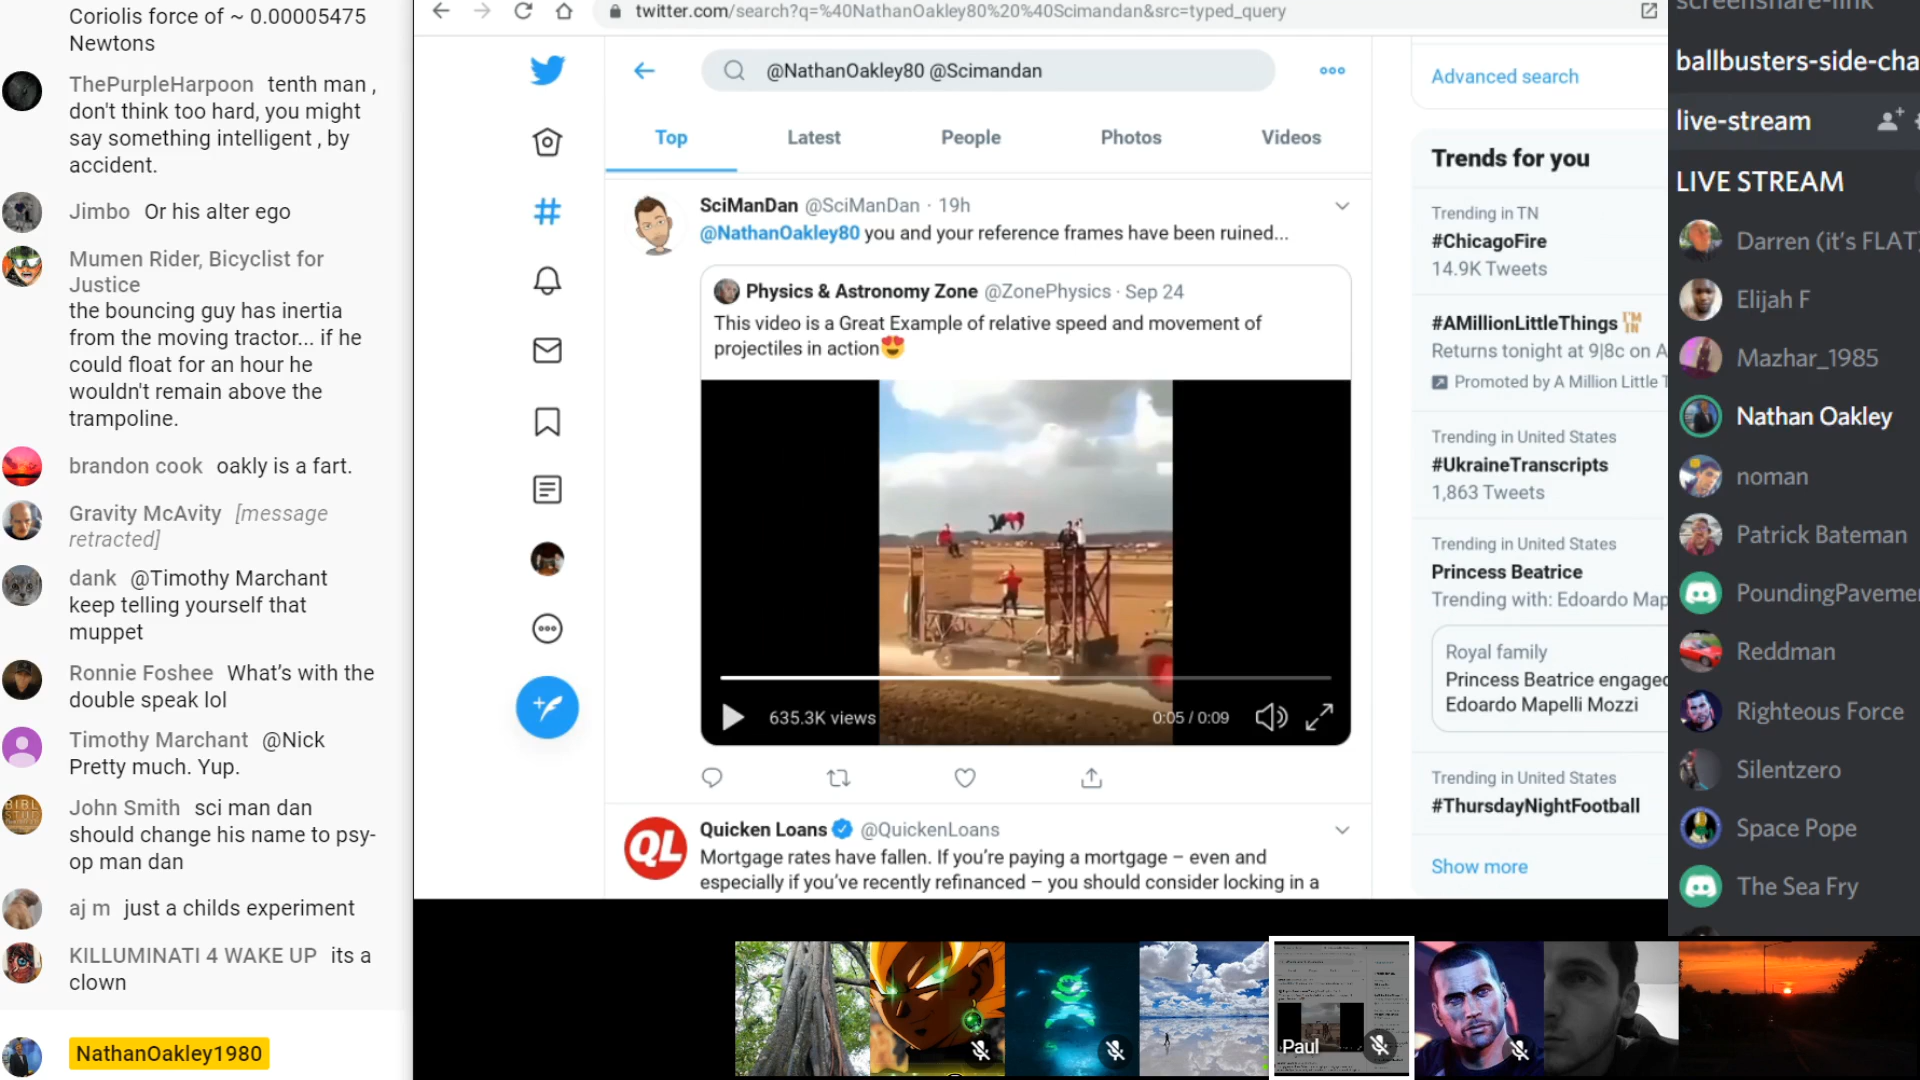 Coriolis force of ~ 0.00005475
Newtons
ThePurpleHarpoon tenth man ,
don't think too hard, you might
say something intelligent , by
accident.
Jimbo Or his alter ego
Mumen Rider, Bicyclist for
Justice
the bouncing guy has inertia
from the moving tractor... if he
could float for an hour he
wouldn't remain above the
trampoline.
brandon cook oakly is a fart.
Gravity McAvity [message
retracted]
dank @Timothy Marchant
keep telling yourself that
muppet
Ronnie Foshee What's with the
double speak lol
Timothy Marchant @Nick
Pretty much. Yup.
John Smith sci man dan
should change his name to psy-
op man dan
aj m just a childs experiment
KILLUMINATI 4 WAKE UP its a
clown
NathanOakley1980
twitter.com/search?q=%40NathanOakley80%20%40Scimandan&src=typed_query
@NathanOakley80 @Scimandan
Top Latest People Photos Videos
SciManDan @SciManDan · 19h
@NathanOakley80 you and your reference frames have been ruined...
Physics & Astronomy Zone @ZonePhysics · Sep 24
This video is a Great Example of relative speed and movement of
projectiles in action😍
635.3K views
0:05 / 0:09
QL
Quicken Loans @QuickenLoans
Mortgage rates have fallen. If you're paying a mortgage – even and
especially if you've recently refinanced – you should consider locking in a
Advanced search
Trends for you
Trending in TN
#ChicagoFire
14.9K Tweets
#AMillionLittleThings I'M IN
Returns tonight at 9|8c on A
Promoted by A Million Little T
Trending in United States
#UkraineTranscripts
1,863 Tweets
Trending in United States
Princess Beatrice
Trending with: Edoardo Map
Royal family
Princess Beatrice engaged
Edoardo Mapelli Mozzi
Trending in United States
#ThursdayNightFootball
Show more
screenshare-link
ballbusters-side-cha
live-stream
LIVE STREAM
Darren (it's FLAT
Elijah F
Mazhar_1985
Nathan Oakley
noman
Patrick Bateman
PoundingPaveme
Reddman
Righteous Force
Silentzero
Space Pope
The Sea Fry
Paul